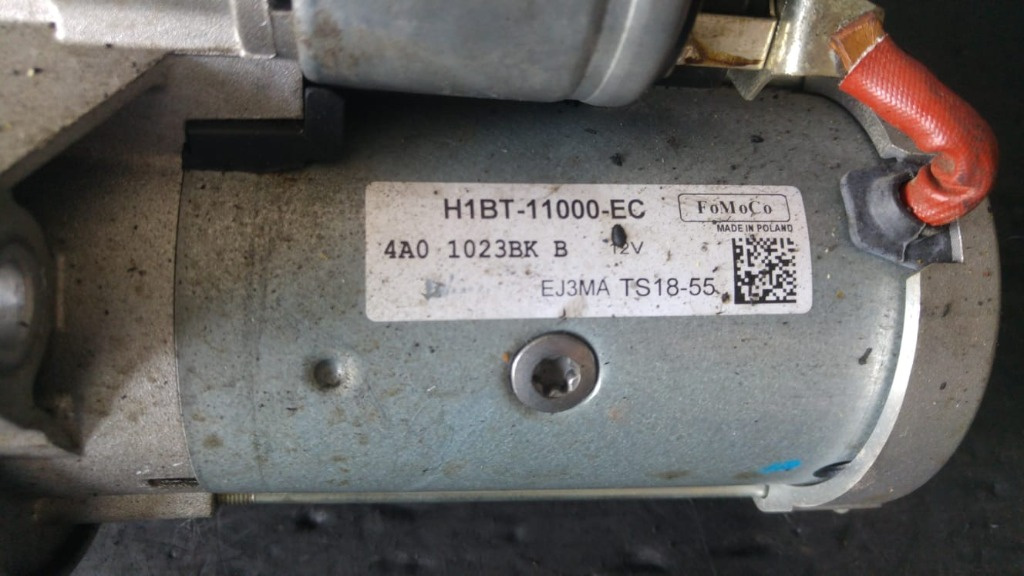 H1BT-11000-EC
FoMoCo
MADE IN POLAND
4A0 1023BK B 12V
EJ3MA TS18-55